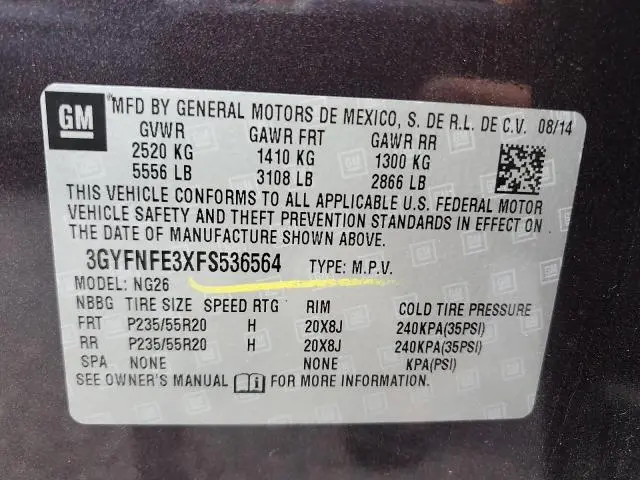 GM MFD BY GENERAL MOTORS DE MEXICO, S. DE R.L. DE C.V. 08/14
GVWR GAWR FRT GAWR RR
2520 KG 1410 KG 1300 KG
5556 LB 3108 LB 2866 LB
THIS VEHICLE CONFORMS TO ALL APPLICABLE U.S. FEDERAL MOTOR
VEHICLE SAFETY AND THEFT PREVENTION STANDARDS IN EFFECT ON
THE DATE OF MANUFACTURE SHOWN ABOVE.
3GYFNFE3XFS536564 TYPE: M.P.V.
MODEL: NG26
NBBG TIRE SIZE SPEED RTG RIM COLD TIRE PRESSURE
FRT P235/55R20 H 20X8J 240KPA(35PSI)
RR P235/55R20 H 20X8J 240KPA(35PSI)
SPA NONE NONE KPA(PSI)
SEE OWNER'S MANUAL FOR MORE INFORMATION.